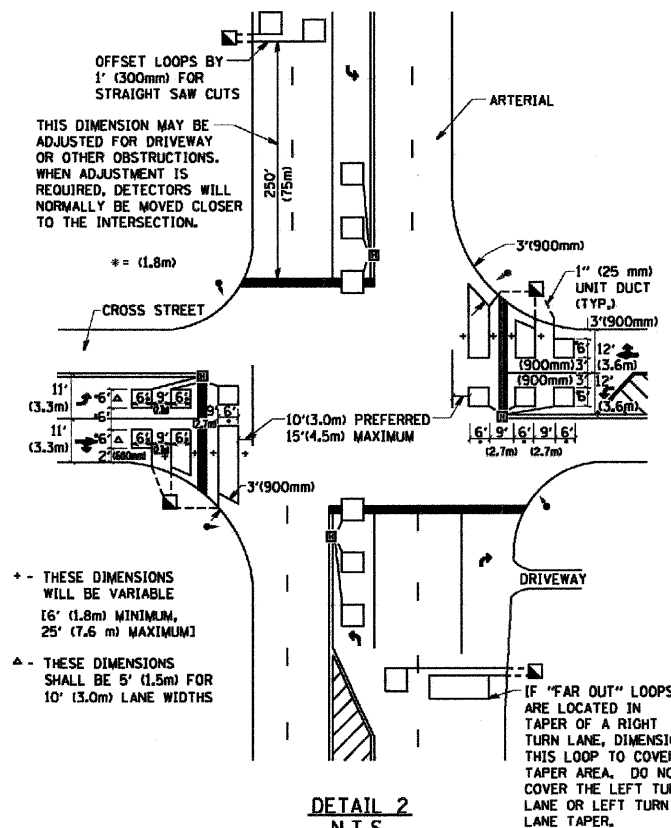 OFFSET LOOPS BY
1' (300mm) FOR
STRAIGHT SAW CUTS
THIS DIMENSION MAY BE
ADJUSTED FOR DRIVEWAY
OR OTHER OBSTRUCTIONS.
WHEN ADJUSTMENT IS
REQUIRED, DETECTORS WILL
NORMALLY BE MOVED CLOSER
TO THE INTERSECTION.
250'
(75m)
ARTERIAL
* = (1.8m)
3'(900mm)
1" (25 mm)
UNIT DUCT
(TYP.)
CROSS STREET
3'(900mm)
6'
12'
(3.6m)
(900mm)3'
(900mm)3'
12'
6'
(3.6m)
H
H
H
H
11'
(3.3m)
*6'
6'
9'
6'
*6'
11'
(3.3m)
*6'
6'
9'
6'
2'
(600mm)
9'
6'
(2.7m)
10'(3.0m) PREFERRED
15'(4.5m) MAXIMUM
6' 9' 6' 9' 6'
(2.7m) (2.7m)
3'(900mm)
DRIVEWAY
+ - THESE DIMENSIONS
WILL BE VARIABLE
[6' (1.8m) MINIMUM,
25' (7.6 m) MAXIMUM]
△ - THESE DIMENSIONS
SHALL BE 5' (1.5m) FOR
10' (3.0m) LANE WIDTHS
IF "FAR OUT" LOOPS
ARE LOCATED IN
TAPER OF A RIGHT
TURN LANE, DIMENSIO
THIS LOOP TO COVER
TAPER AREA. DO NO
COVER THE LEFT TUR
LANE OR LEFT TURN
LANE TAPER.
DETAIL 2
N.T.S.